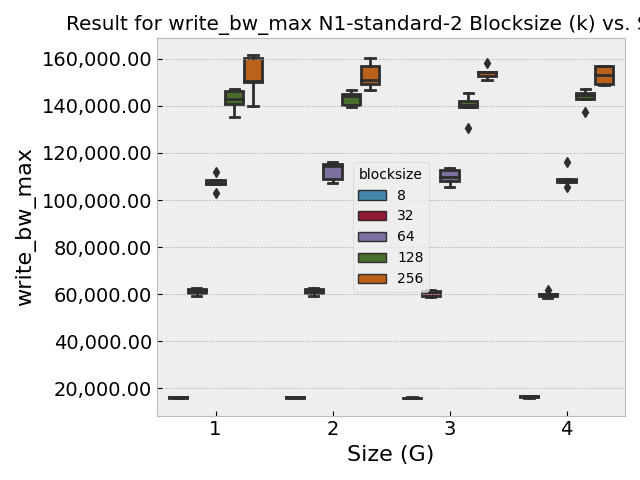 Result for write_bw_max N1-standard-2 Blocksize (k) vs.
160,000.00
140,000.00
120,000.00
100,000.00
80,000.00
60,000.00
40,000.00
20,000.00
write_bw_max
blocksize
8
32
64
128
256
1 2 3 4
Size (G)